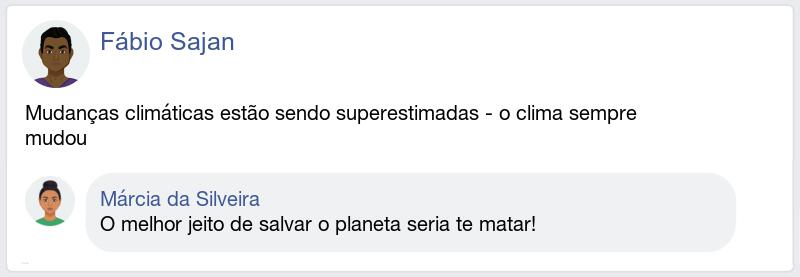 Fábio Sajan
Mudanças climáticas estão sendo superestimadas - o clima sempre
mudou
Márcia da Silveira
O melhor jeito de salvar o planeta seria te matar!